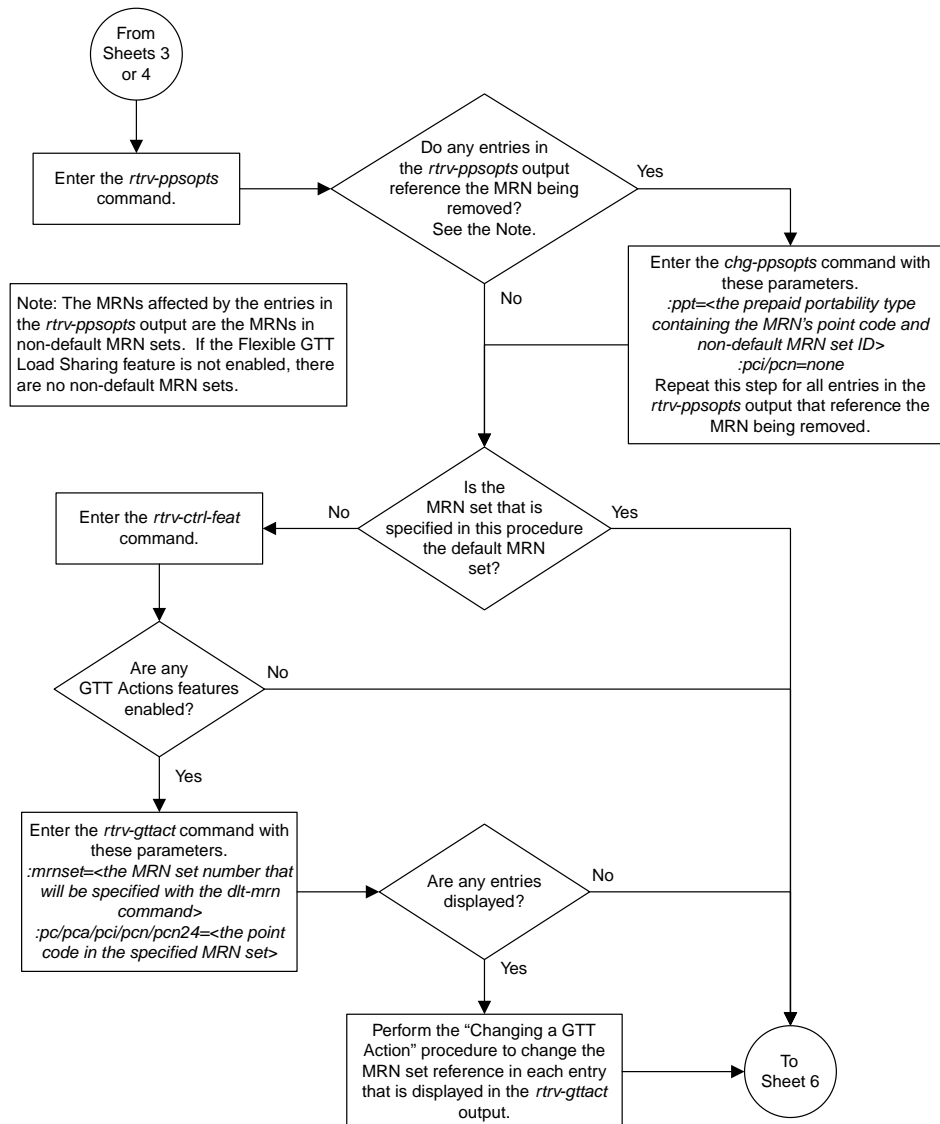 From
Sheets 3
or 4
Enter the rtrv-ppsopts
command.
Do any entries in
the rtrv-ppsopts output
reference the MRN being
removed?
See the Note.
Yes
No
Enter the chg-ppsopts command with
these parameters.
:ppt=<the prepaid portability type
containing the MRN's point code and
non-default MRN set ID>
:pci/pcn=none
Repeat this step for all entries in the
rtrv-ppsopts output that reference the
MRN being removed.
Note: The MRNs affected by the entries in
the rtrv-ppsopts output are the MRNs in
non-default MRN sets. If the Flexible GTT
Load Sharing feature is not enabled, there
are no non-default MRN sets.
Is the
MRN set that is
specified in this procedure
the default MRN
set?
No
Yes
Enter the rtrv-ctrl-feat
command.
Are any
GTT Actions features
enabled?
No
Yes
Enter the rtrv-gttact command with
these parameters.
:mrnset=<the MRN set number that
will be specified with the dlt-mrn
command>
:pc/pca/pci/pcn/pcn24=<the point
code in the specified MRN set>
Are any entries
displayed?
No
Yes
Perform the “Changing a GTT
Action” procedure to change the
MRN set reference in each entry
that is displayed in the rtrv-gttact
output.
To
Sheet 6